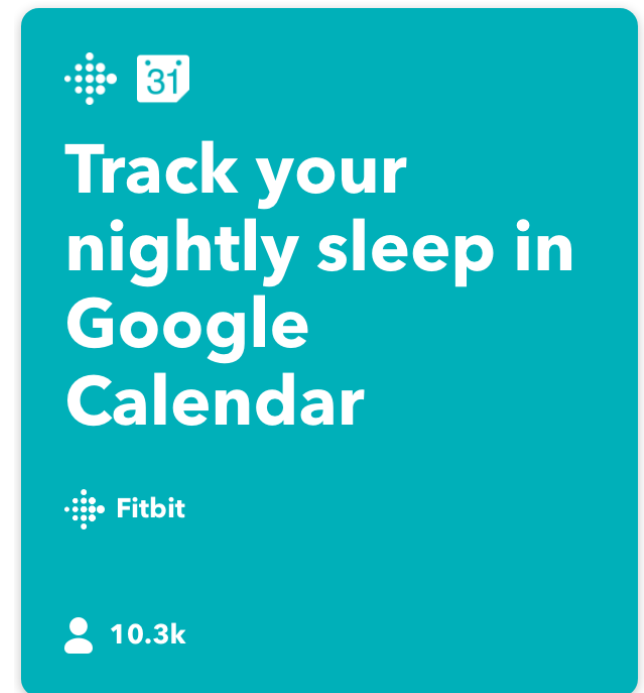 31
Track your
nightly sleep in
Google
Calendar
Fitbit
10.3k